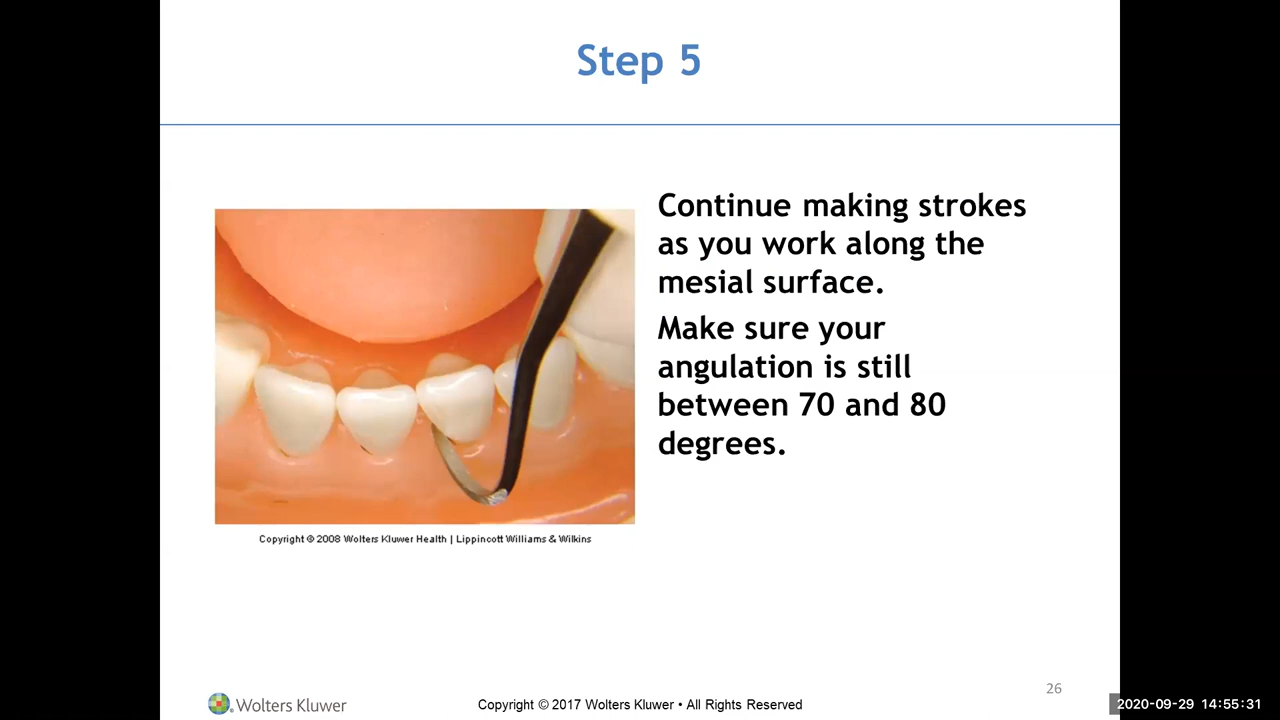 Step 5
Continue making strokes
as you work along the
mesial surface.
Make sure your
angulation is still
between 70 and 80
degrees.
Copyright © 2008 Wolters Kluwer Health | Lippincott Williams & Wilkins
26
Wolters Kluwer
Copyright © 2017 Wolters Kluwer • All Rights Reserved
2020-09-29 14:55:31